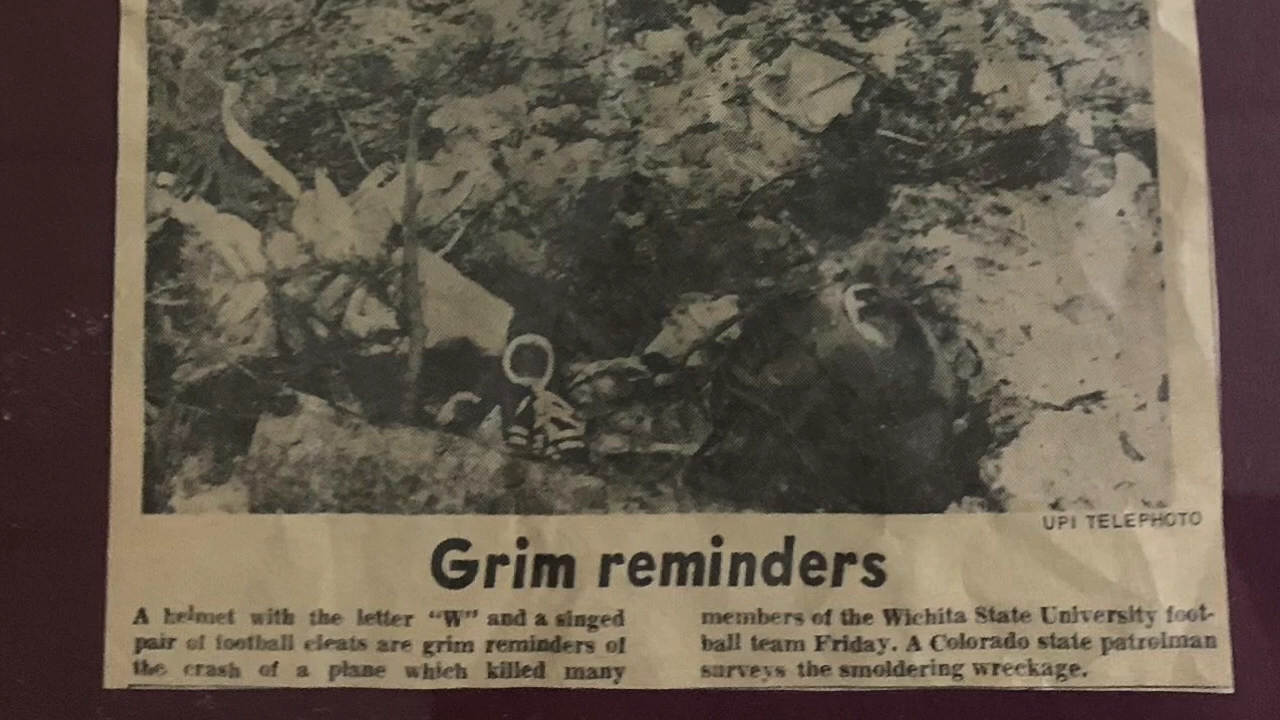 UPI TELEPHOTO
Grim reminders
A helmet with the letter "W" and a singed
pair of football cleats are grim reminders of
the crash of a plane which killed many
members of the Wichita State University foot-
ball team Friday. A Colorado state patrolman
surveys the smoldering wreckage.